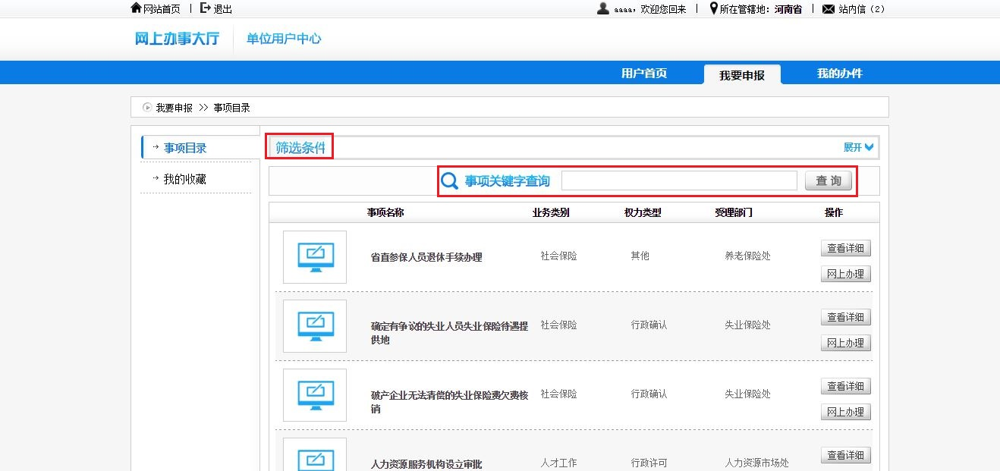 网站首页 | 退出 aaaa，欢迎您回来 | 所在管辖地：河南省 | 站内信（2）
网上办事大厅 单位用户中心
用户首页 我要申报 我的办件
我要申报 >> 事项目录
事项目录 筛选条件 展开
我的收藏 事项关键字查询 查 询
事项名称 业务类别 权力类型 受理部门 操作
省直参保人员退休手续办理 社会保险 其他 养老保险处 查看详细
网上办理
确定有争议的失业人员失业保险待遇提 社会保险 行政确认 失业保险处 查看详细
供地 网上办理
破产企业无法清偿的失业保险费欠费核 社会保险 行政确认 失业保险处 查看详细
销 网上办理
人力资源服务机构设立审批 人才工作 行政许可 人力资源市场处 查看详细